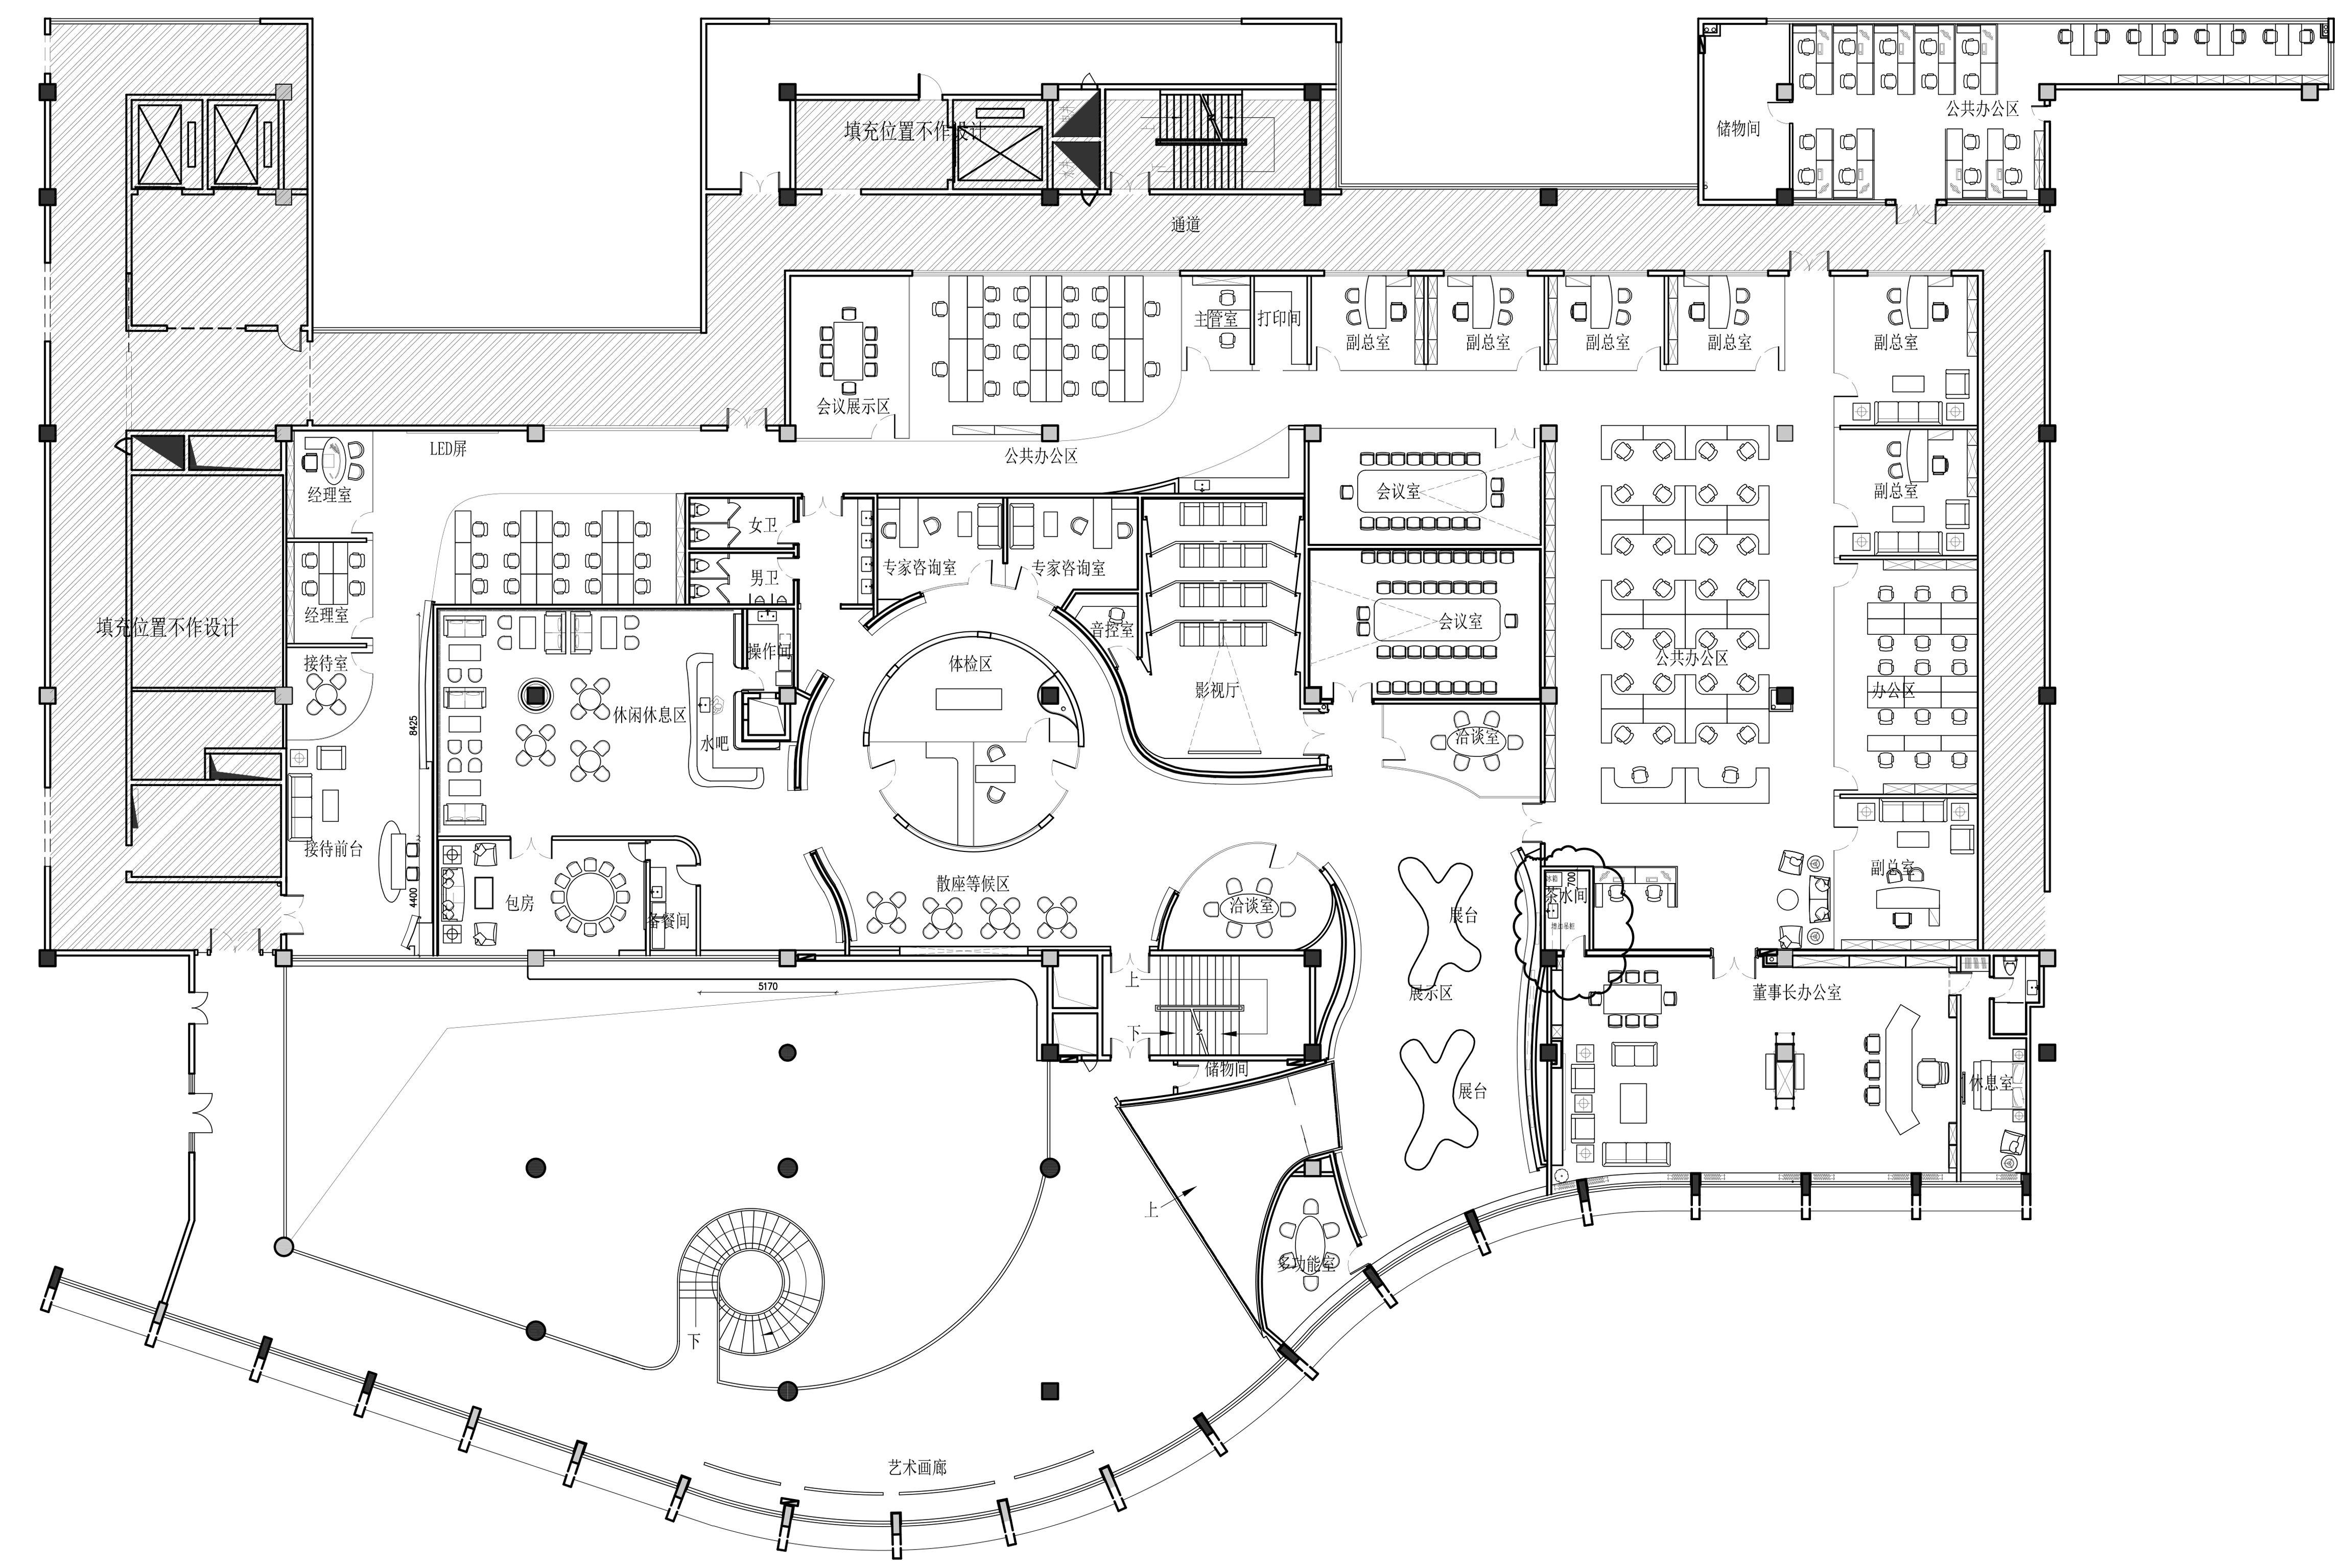 公共办公区
储物间
填充位置不作设计
通道
主管室
打印间
副总室
副总室
副总室
副总室
副总室
会议展示区
LED屏
公共办公区
经理室
会议室
副总室
女卫
专家咨询室
专家咨询室
男卫
经理室
填充位置不作设计
音控室
会议室
操作间
接待室
体检区
公共办公区
影视厅
办公区
休闲休息区
8425
水吧
洽谈室
接待前台
副总室
散座等候区
700
冰箱
茶水间
4400
包房
洽谈室
展台
备餐间
上
5170
展示区
董事长办公室
下
储物间
休息室
展台
上
多功能室
下
艺术画廊